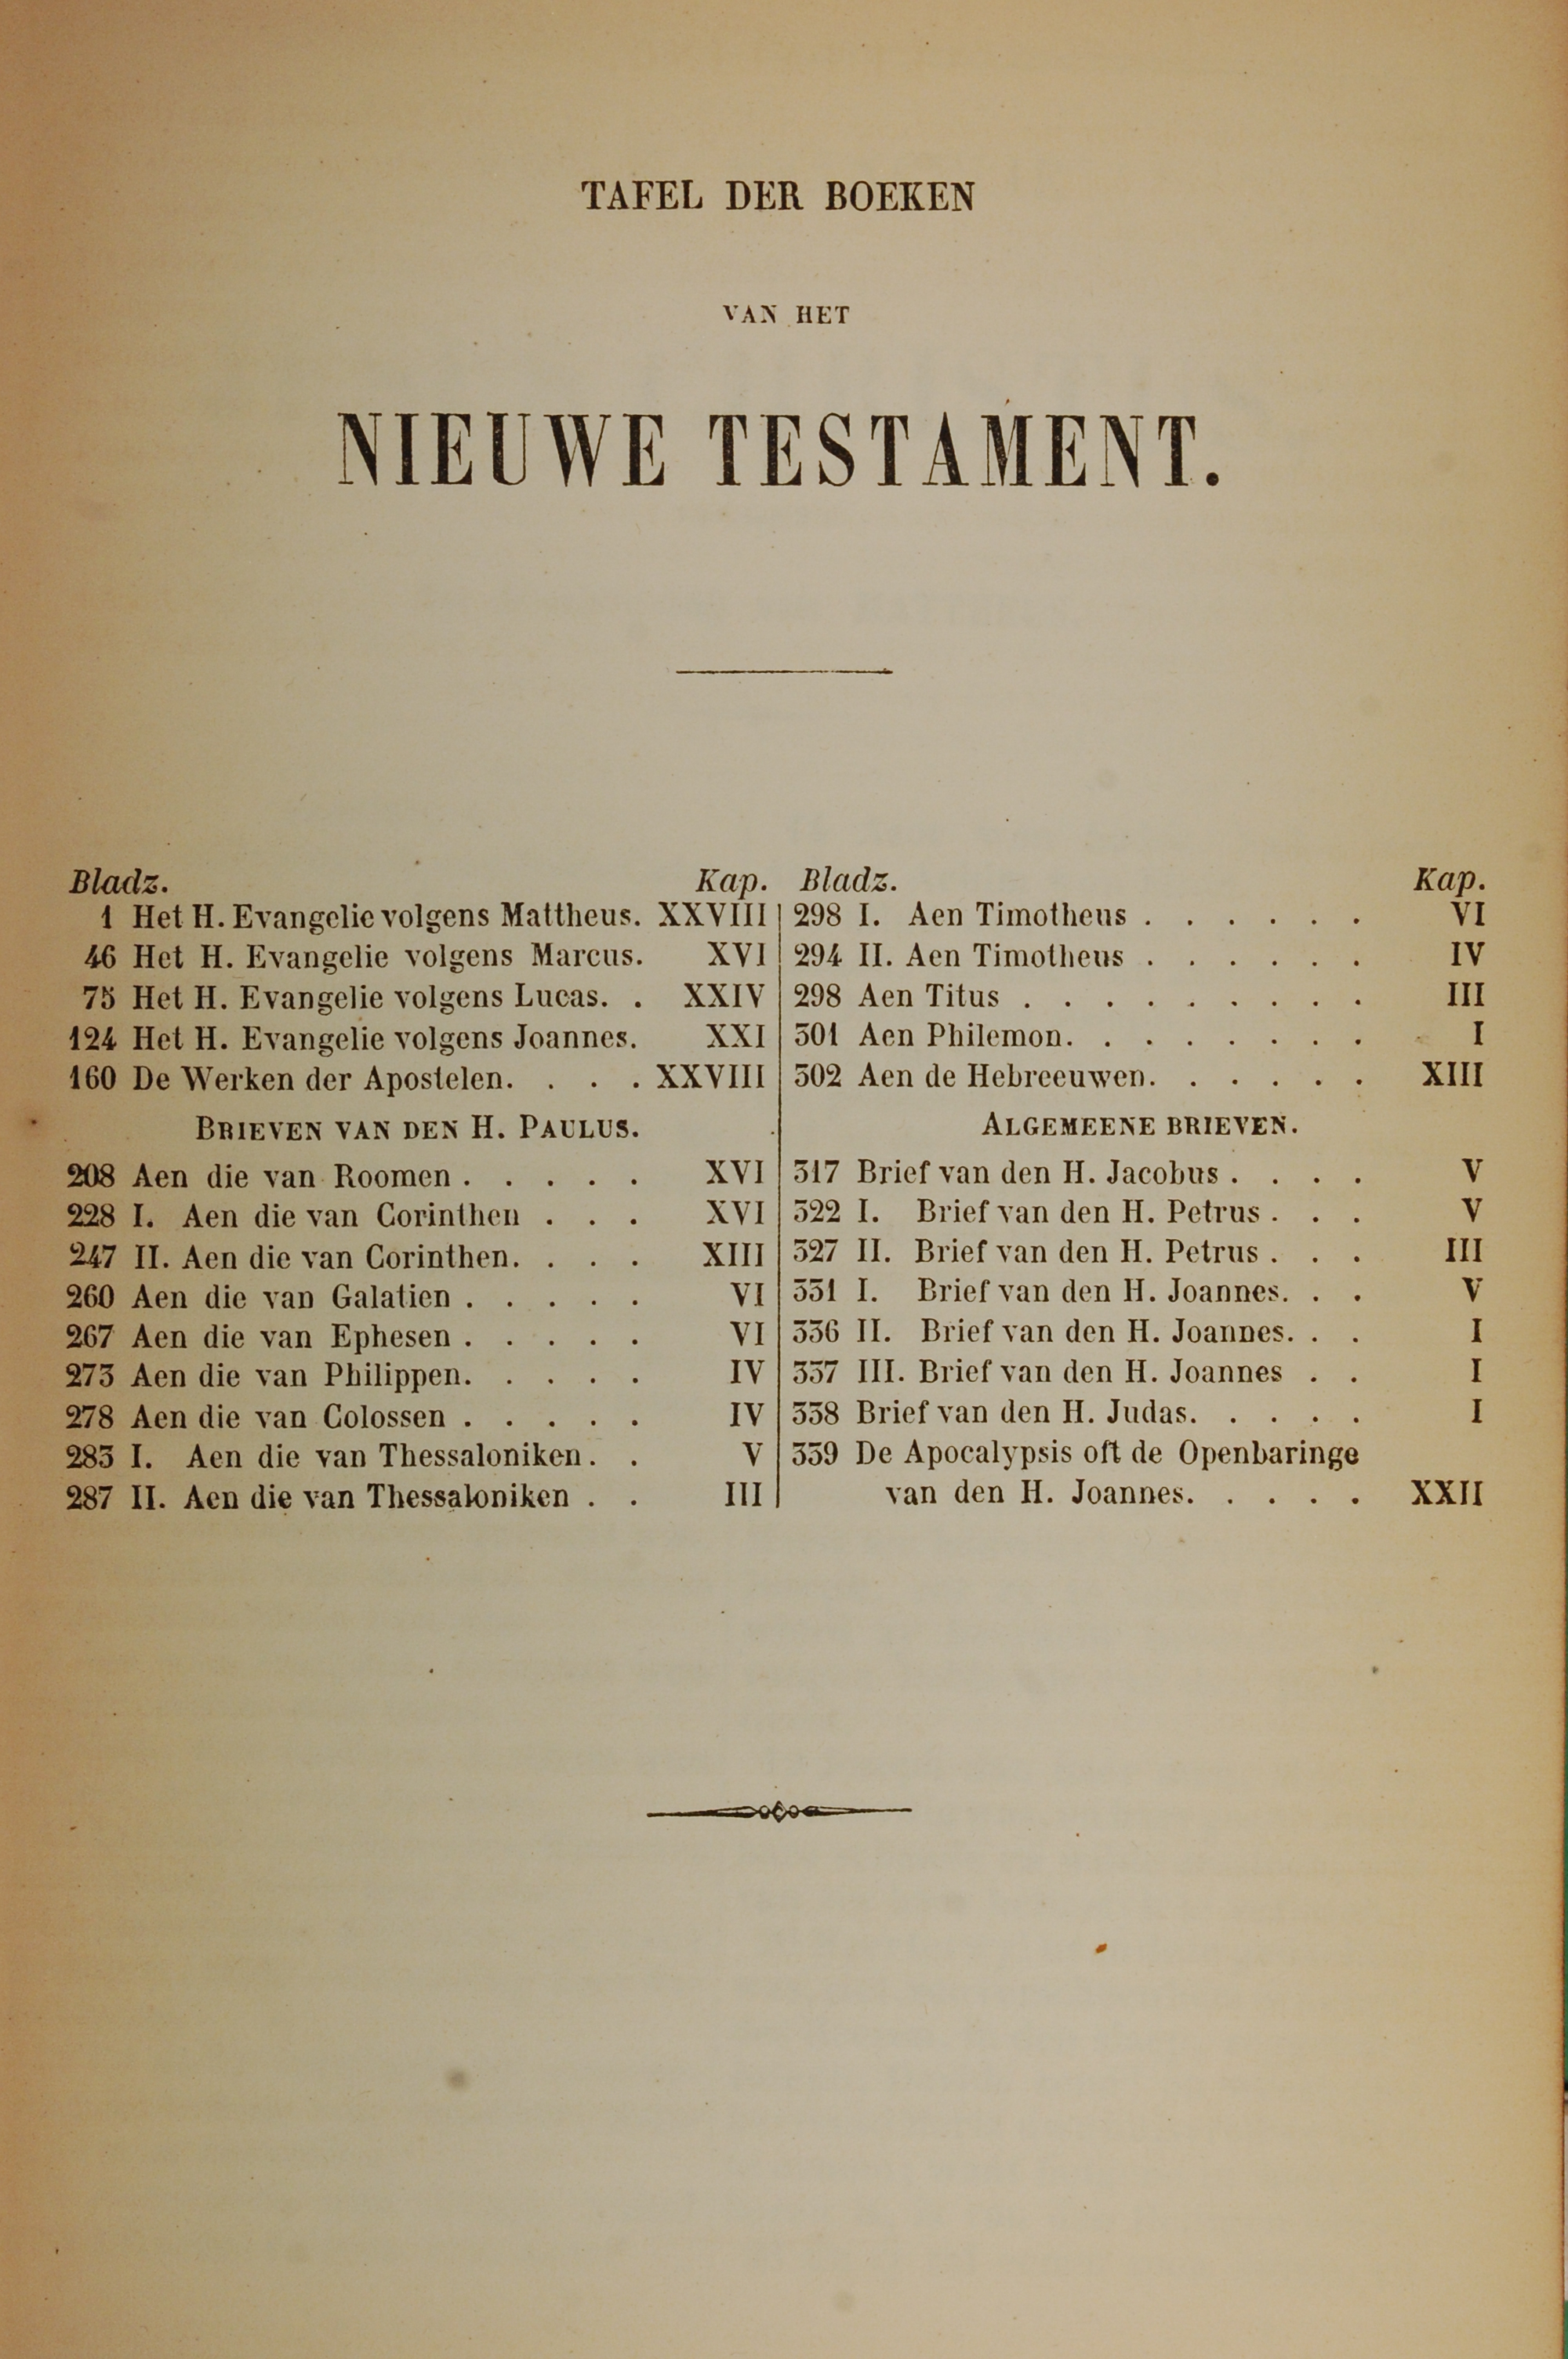 TAFEL DER BOEKEN
VAN HET
NIEUWE TESTAMENT.
Bladz. Kap.
1 Het H. Evangelie volgens Mattheus. XXVIII
46 Het H. Evangelie volgens Marcus. XVI
75 Het H. Evangelie volgens Lucas. . XXIV
124 Het H. Evangelie volgens Joannes. XXI
160 De Werken der Apostelen. . . . XXVIII
BRIEVEN VAN DEN H. PAULUS.
208 Aen die van Roomen . . . . . XVI
228 I. Aen die van Corinthen . . . XVI
247 II. Aen die van Corinthen. . . . XIII
260 Aen die van Galatien . . . . . VI
267 Aen die van Ephesen . . . . . VI
273 Aen die van Philippen. . . . . IV
278 Aen die van Colossen . . . . . IV
283 I. Aen die van Thessaloniken. . V
287 II. Aen die van Thessaloniken . . III
Bladz. Kap.
298 I. Aen Timotheus . . . . . . VI
294 II. Aen Timotheus . . . . . . IV
298 Aen Titus . . . . . . . . . III
301 Aen Philemon. . . . . . . . I
302 Aen de Hebreeuwen. . . . . . XIII
ALGEMEENE BRIEVEN.
317 Brief van den H. Jacobus . . . . V
322 I. Brief van den H. Petrus . . . V
327 II. Brief van den H. Petrus . . . III
331 I. Brief van den H. Joannes. . . V
336 II. Brief van den H. Joannes. . . I
337 III. Brief van den H. Joannes . . I
338 Brief van den H. Judas. . . . . I
339 De Apocalypsis oft de Openbaringe
van den H. Joannes. . . . . XXII